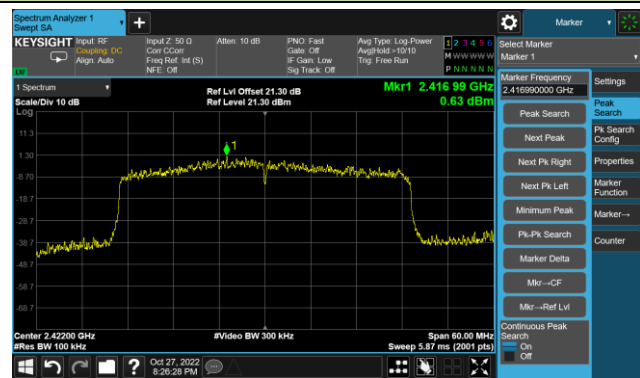 Spectrum Analyzer 1
Swept SA
Marker
KEYSIGHT
Input: RF
Coupling: DC
Align: Auto
Input Z: 50 Ω
Corr CCorr
Freq Ref: Int (S)
NFE: Off
Atten: 10 dB
PNO: Fast
Gate: Off
IF Gain: Low
Sig Track: Off
Avg Type: Log-Power
Avg|Hold:>10/10
Trig: Free Run
1 2 3 4 5 6
M W W W W W
P N N N N N
Select Marker
Marker 1
1 Spectrum
Scale/Div 10 dB
Log
Ref Lvl Offset 21.30 dB
Ref Level 21.30 dBm
Mkr1 2.416 99 GHz
0.63 dBm
11.3
1.30
-8.70
-18.7
-28.7
-38.7
-48.7
-58.7
-68.7
1
Center 2.42200 GHz
#Res BW 100 kHz
#Video BW 300 kHz
Span 60.00 MHz
Sweep 5.87 ms (2001 pts)
Marker Frequency
2.416990000 GHz
Peak Search
Next Peak
Next Pk Right
Next Pk Left
Minimum Peak
Pk-Pk Search
Marker Delta
Mkr→CF
Mkr→Ref Lvl
Continuous Peak
Search
On
Off
Settings
Peak
Search
Pk Search
Config
Properties
Marker
Function
Marker→
Counter
Oct 27, 2022
8:26:28 PM